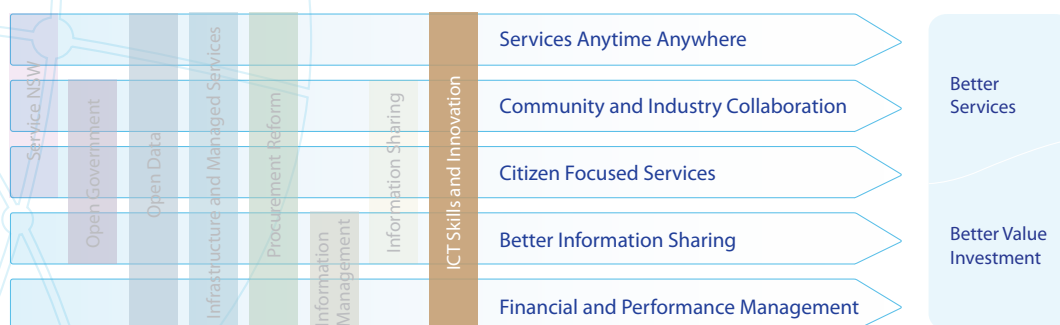 Services Anytime Anywhere
Community and Industry Collaboration
Citizen Focused Services
Better Information Sharing
Financial and Performance Management
Service NSW
Open Government
Open Data
Infrastructure and Managed Services
Procurement Reform
Information
Management
Information Sharing
ICT Skills and Innovation
Better
Services
Better Value
Investment